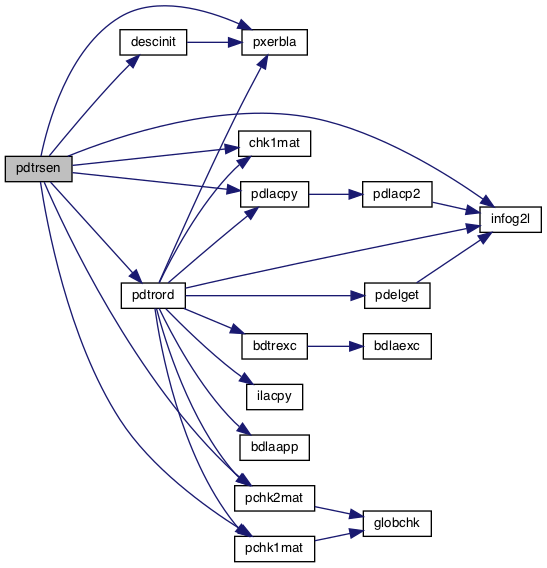 descinit
pxerbla
chk1mat
pdtrsen
pdlacpy
pdlacp2
infog2l
pdtrord
pdelget
bdtrexc
bdlaexc
ilacpy
bdlaapp
pchk2mat
globchk
pchk1mat